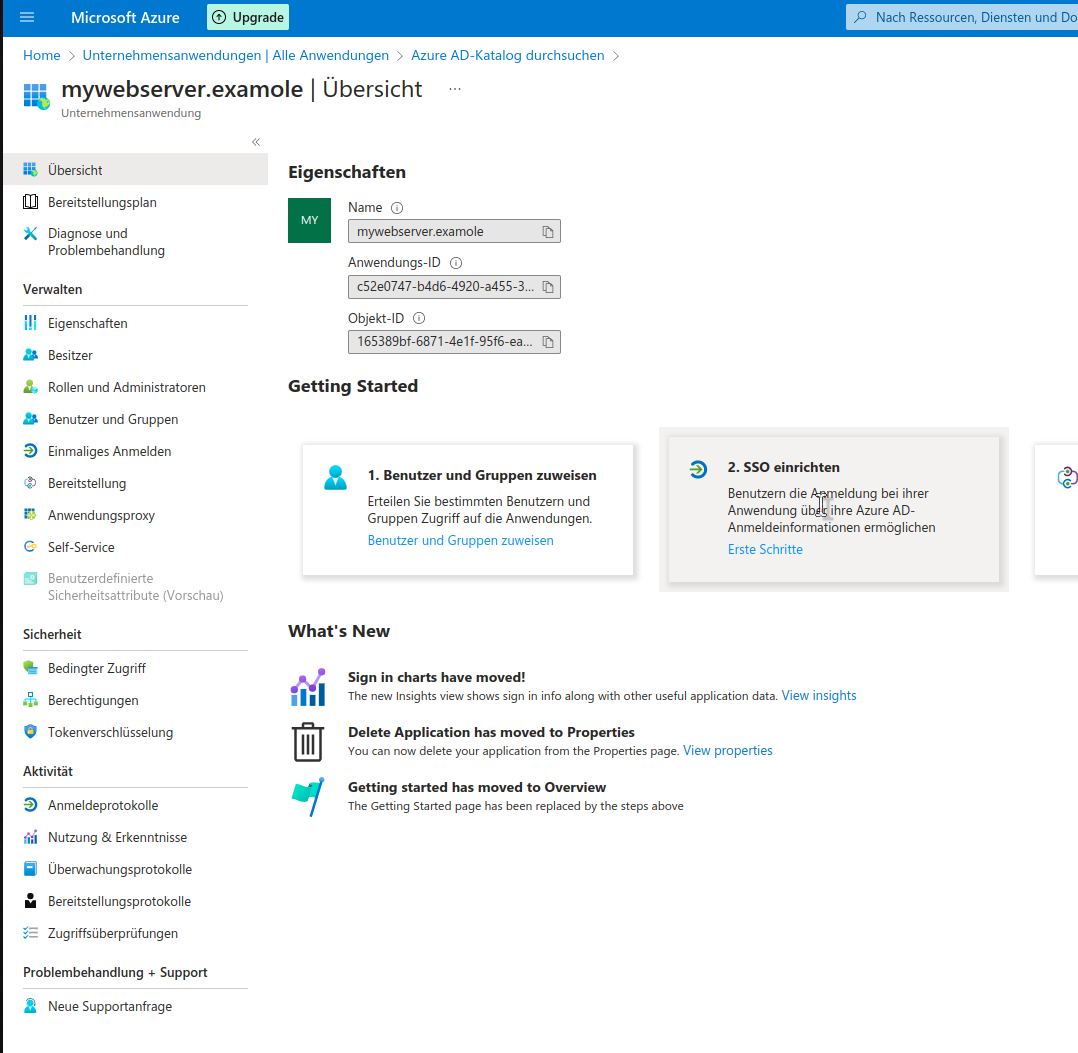 Microsoft Azure
Upgrade
Nach Ressourcen, Diensten und Do
Home > Unternehmensanwendungen | Alle Anwendungen > Azure AD-Katalog durchsuchen >
mywebserver.examole | Übersicht ...
Unternehmensanwendung
«
Übersicht
Bereitstellungsplan
Diagnose und
Problembehandlung
Verwalten
Eigenschaften
Besitzer
Rollen und Administratoren
Benutzer und Gruppen
Einmaliges Anmelden
Bereitstellung
Anwendungsproxy
Self-Service
Benutzerdefinierte
Sicherheitsattribute (Vorschau)
Sicherheit
Bedingter Zugriff
Berechtigungen
Tokenverschlüsselung
Aktivität
Anmeldeprotokolle
Nutzung & Erkenntnisse
Überwachungsprotokolle
Bereitstellungsprotokolle
Zugriffsüberprüfungen
Problembehandlung + Support
Neue Supportanfrage
Eigenschaften
MY
Name
mywebserver.examole
Anwendungs-ID
c52e0747-b4d6-4920-a455-3...
Objekt-ID
165389bf-6871-4e1f-95f6-ea...
Getting Started
1. Benutzer und Gruppen zuweisen
Erteilen Sie bestimmten Benutzern und
Gruppen Zugriff auf die Anwendungen.
Benutzer und Gruppen zuweisen
2. SSO einrichten
Benutzern die Anmeldung bei ihrer
Anwendung über ihre Azure AD-
Anmeldeinformationen ermöglichen
Erste Schritte
What's New
Sign in charts have moved!
The new Insights view shows sign in info along with other useful application data. View insights
Delete Application has moved to Properties
You can now delete your application from the Properties page. View properties
Getting started has moved to Overview
The Getting Started page has been replaced by the steps above